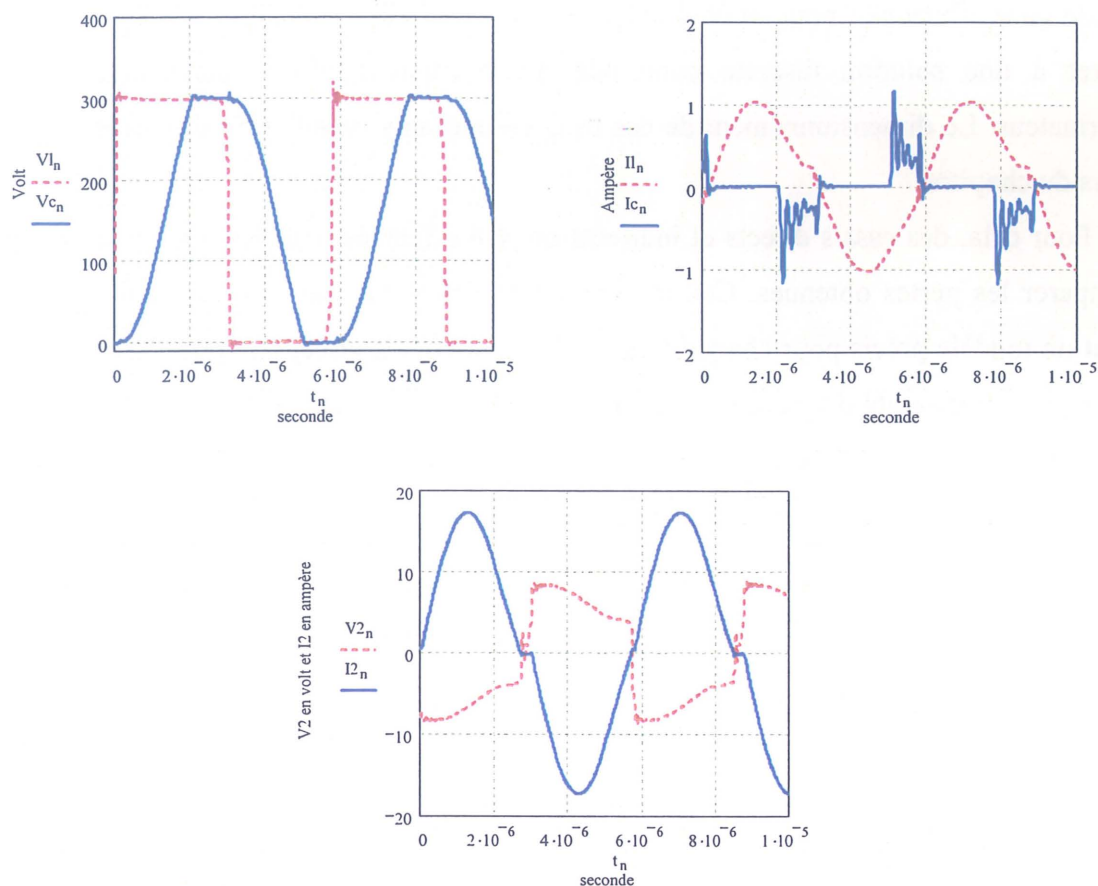 400
300
200
100
0
Volt
Vl_n
Vc_n
0
2·10^-6
4·10^-6
6·10^-6
8·10^-6
1·10^-5
t_n
seconde
2
1
0
−1
−2
Ampère
Il_n
Ic_n
0
2·10^-6
4·10^-6
6·10^-6
8·10^-6
1·10^-5
t_n
seconde
20
10
0
−10
−20
V2 en volt et I2 en ampère
V2_n
I2_n
0
2·10^-6
4·10^-6
6·10^-6
8·10^-6
1·10^-5
t_n
seconde